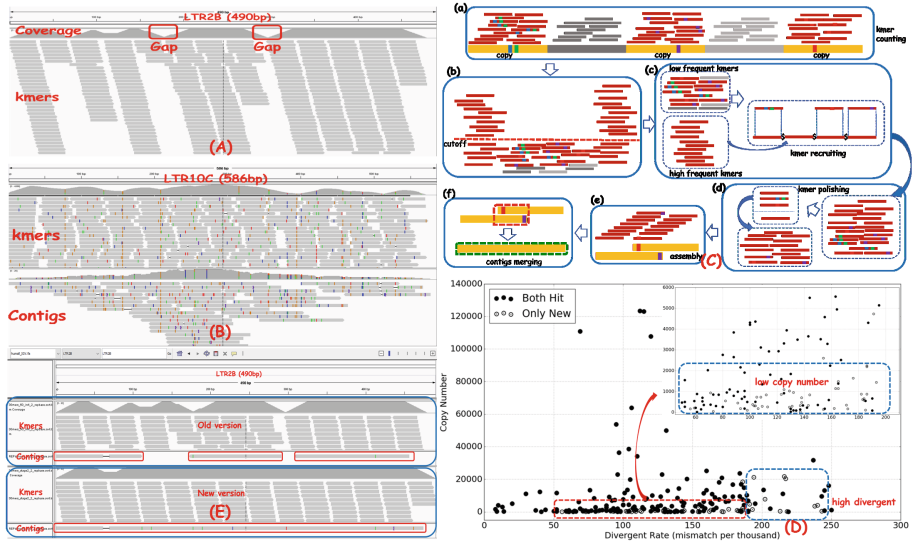 LTR2B (490bp)
Coverage
Gap
Gap
kmers
(A)
LTR10C (586bp)
kmers
Contigs
(B)
LTR2B (490bp)
Kmers
Old version
Contigs
Kmers
New version
(E)
Contigs
(a)
kmer
counting
copy
copy
copy
(b)
cutoff
(c)
low frequent kmers
high frequent kmers
kmer recruiting
(d)
kmer polishing
(e)
assembly
(C)
(f)
contigs merging
Both Hit
Only New
Copy Number
140000
120000
100000
80000
60000
40000
20000
0
0
50
100
150
200
250
300
Divergent Rate (mismatch per thousand)
6000
5000
4000
3000
2000
1000
0
60
80
100
120
140
160
180
200
low copy number
high divergent
(D)